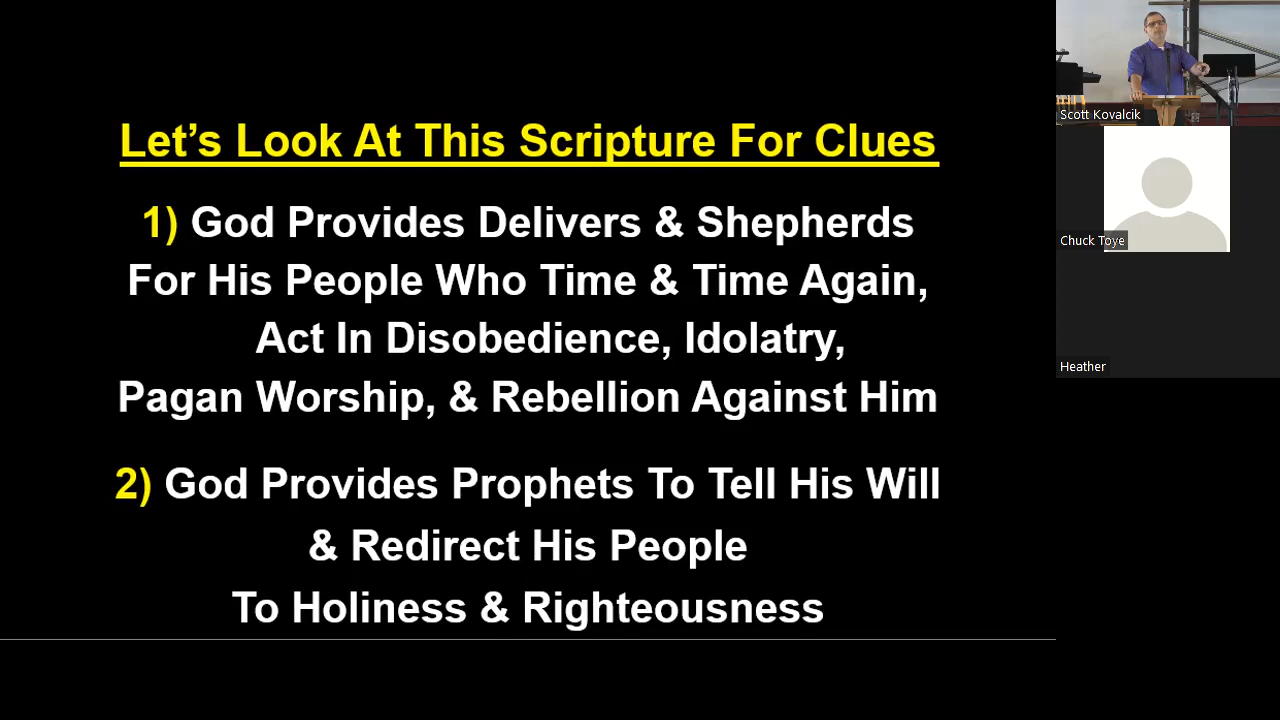 Let's Look At This Scripture For Clues
1) God Provides Delivers & Shepherds
For His People Who Time & Time Again,
Act In Disobedience, Idolatry,
Pagan Worship, & Rebellion Against Him
2) God Provides Prophets To Tell His Will
& Redirect His People
To Holiness & Righteousness
Scott Kovalcik
Chuck Toye
Heather